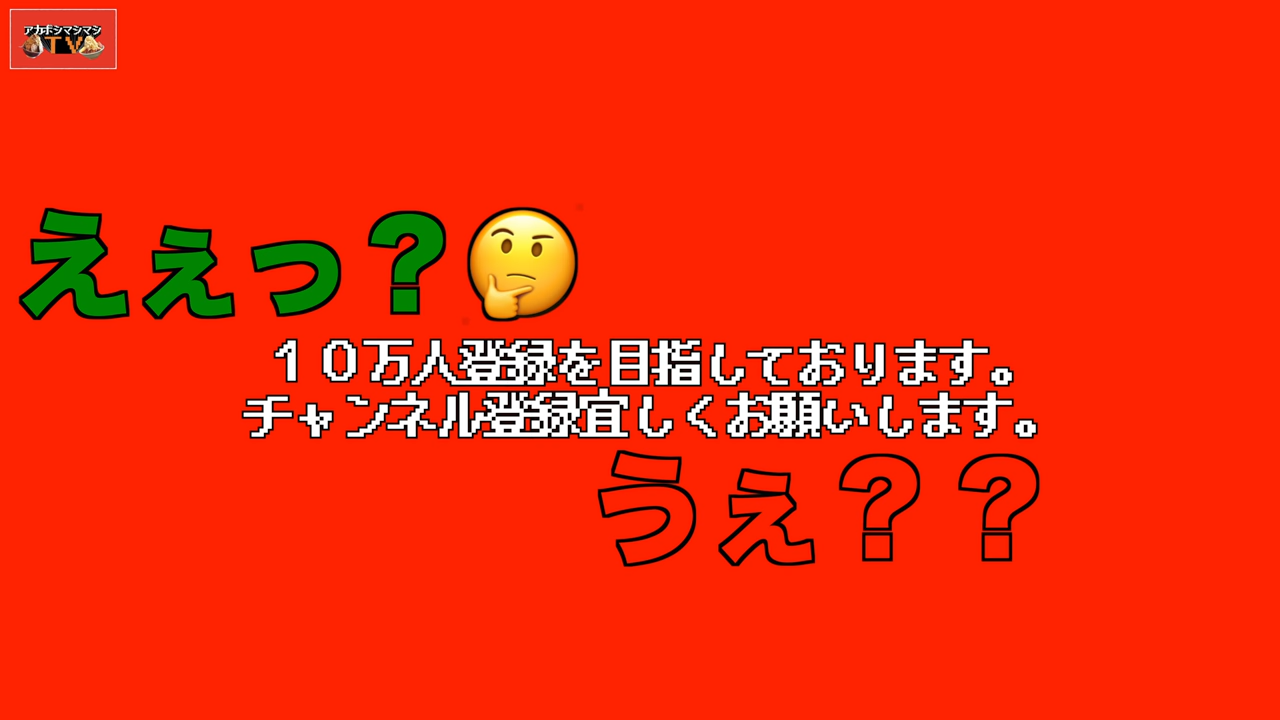 アカボシマシマシ
TV
えぇっ？🤔
１０万人登録を目指しております。
チャンネル登録宜しくお願いします。
うぇ？？